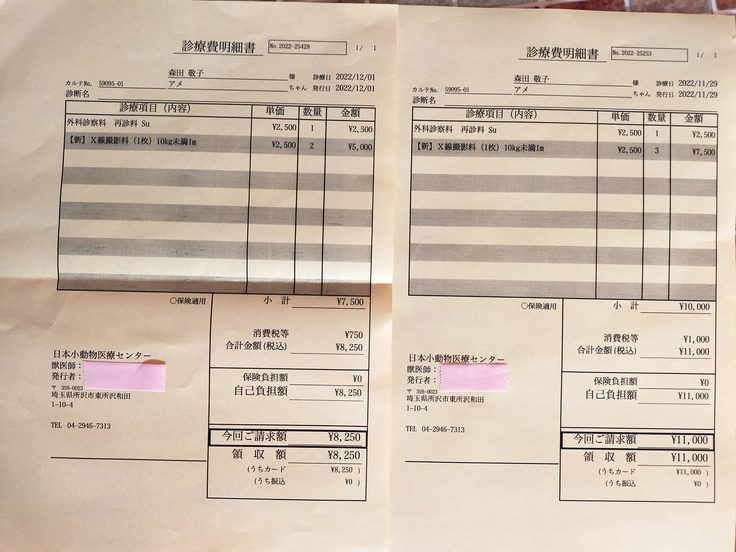 診療費明細書
No.2022-25428
1/ 1
森田 敬子 様 診療日 2022/12/01
カルテNo. 59095-01 アメ ちゃん 発行日 2022/12/01
診断名
診療項目（内容） 単価 数量 金額
外科診察料 再診料 Su ¥2,500 1 ¥2,500
【新】X線撮影料（1枚）10kg未満1m ¥2,500 2 ¥5,000
〇保険適用
小 計 ¥7,500
消費税等 ¥750
合計金額(税込) ¥8,250
日本小動物医療センター
獣医師：
発行者：
〒 359-0023
埼玉県所沢市東所沢和田
1-10-4
TEL 04-2946-7313
保険負担額 ¥0
自己負担額 ¥8,250
今回ご請求額 ¥8,250
領 収 額 ¥8,250
(うちカード ¥8,250 )
(うち振込 ¥0 )
診療費明細書
No.2022-25253
1/ 1
森田 敬子 様 診療日 2022/11/29
カルテNo. 59095-01 アメ ちゃん 発行日 2022/11/29
診断名
診療項目（内容） 単価 数量 金額
外科診察料 再診料 Su ¥2,500 1 ¥2,500
【新】X線撮影料（1枚）10kg未満1m ¥2,500 3 ¥7,500
〇保険適用
小 計 ¥10,000
消費税等 ¥1,000
合計金額(税込) ¥11,000
日本小動物医療センター
獣医師：
発行者：
〒 359-0023
埼玉県所沢市東所沢和田
1-10-4
TEL 04-2946-7313
保険負担額 ¥0
自己負担額 ¥11,000
今回ご請求額 ¥11,000
領 収 額 ¥11,000
(うちカード ¥11,000 )
(うち振込 ¥0 )